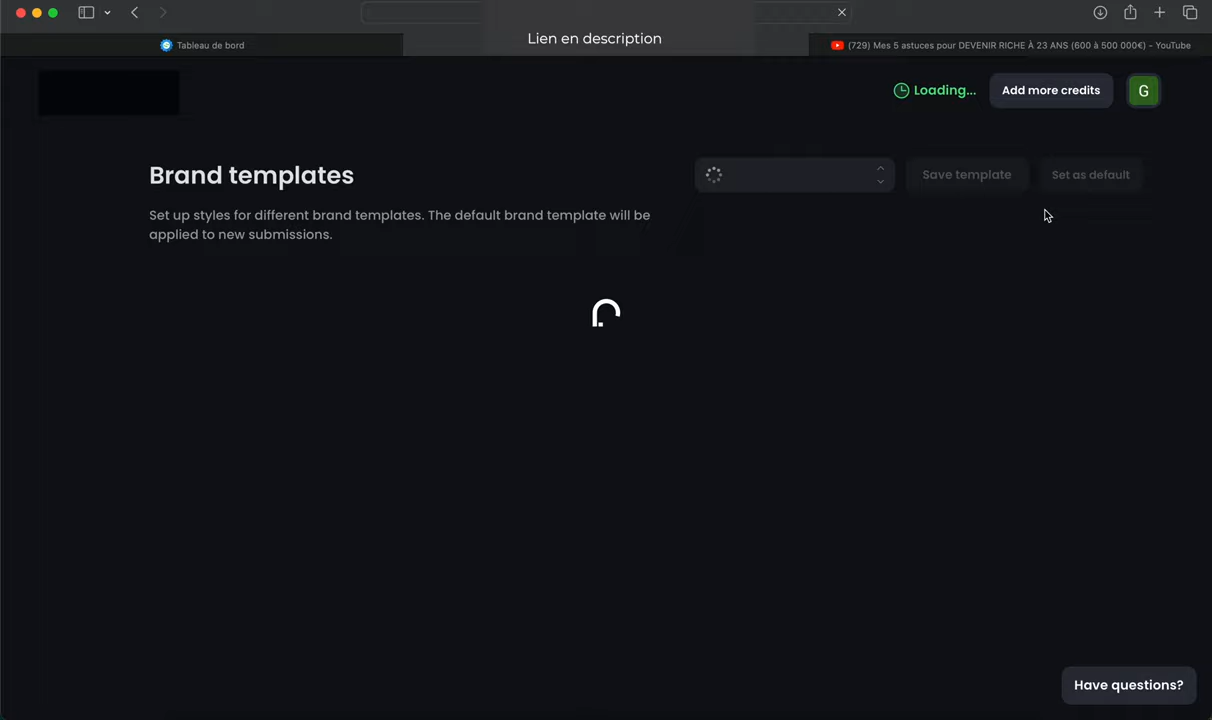 Lien en description
Tableau de bord
(729) Mes 5 astuces pour DEVENIR RICHE À 23 ANS (600 à 500 000€) - YouTube
Loading...
Add more credits
G
Brand templates
Save template
Set as default
Set up styles for different brand templates. The default brand template will be
applied to new submissions.
Have questions?